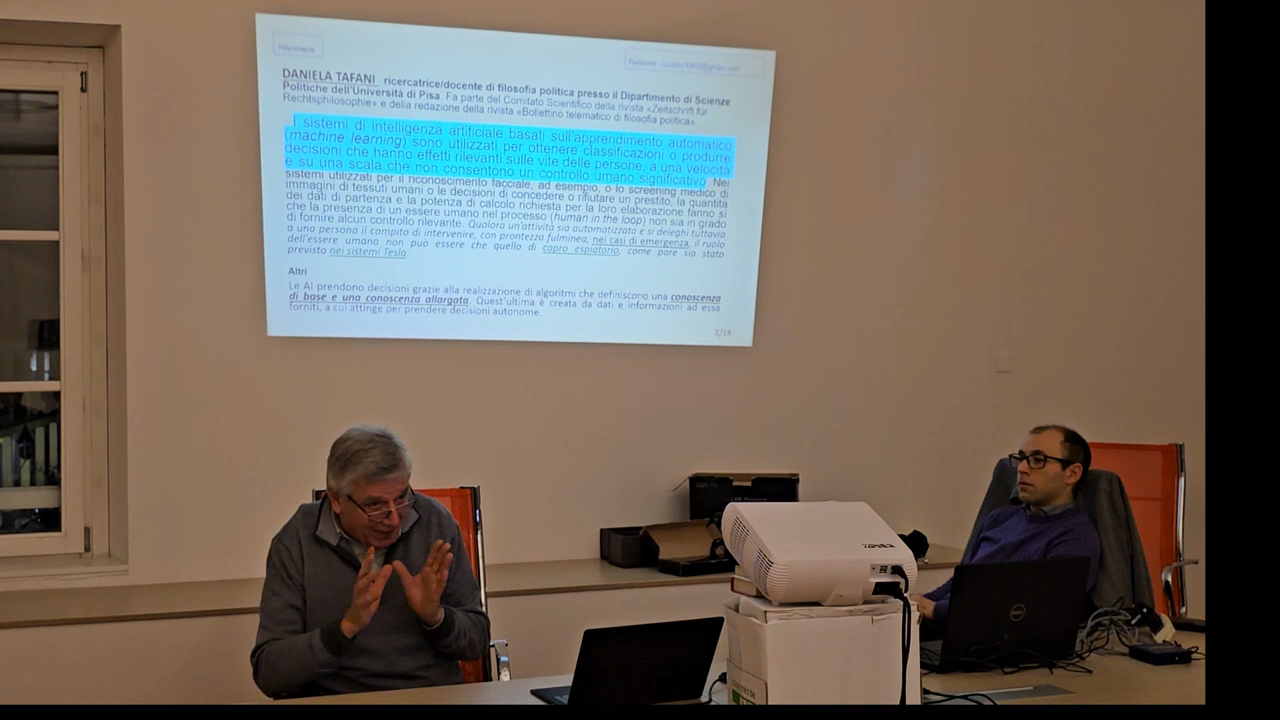 DANIELA TAFANI ricercatrice/docente di filosofia politica presso il Dipartimento di Scienze
Politiche dell'Università di Pisa. Fa parte del Comitato Scientifico della rivista «Zeitschrift für
Rechtsphilosophie» e della redazione della rivista «Bollettino telematico di filosofia politica».
I sistemi di intelligenza artificiale basati sull'apprendimento automatico
(machine learning) sono utilizzati per ottenere classificazioni o produrre
decisioni che hanno effetti rilevanti sulle vite delle persone, a una velocità
e su una scala che non consentono un controllo umano significativo. Nei
sistemi utilizzati per il riconoscimento facciale, ad esempio, o lo screening medico di
immagini di tessuti umani o le decisioni di concedere o rifiutare un prestito, la quantità
dei dati di partenza e la potenza di calcolo richiesta per la loro elaborazione fanno sì
che la presenza di un essere umano nel processo (human in the loop) non sia in grado
di fornire alcun controllo rilevante. Qualora un'attività sia automatizzata e si deleghi tuttavia
a una persona il compito di intervenire, con prontezza fulminea, nei casi di emergenza, il ruolo
dell'essere umano non può essere che quello di capro espiatorio, come pare sia stato
previsto nei sistemi Tesla.
Altri
Le AI prendono decisioni grazie alla realizzazione di algoritmi che definiscono una conoscenza
di base e una conoscenza allargata. Quest'ultima è creata da dati e informazioni ad essa
forniti, a cui attinge per prendere decisioni autonome.
2/19
DELL